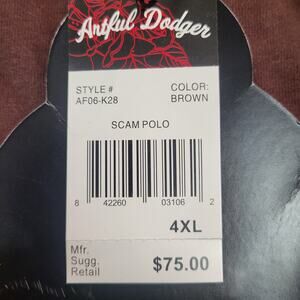 Artful Dodger
STYLE # COLOR:
AF06-K28 BROWN
SCAM POLO
8 42260 03106 2
4XL
Mfr.
Sugg.
Retail $75.00